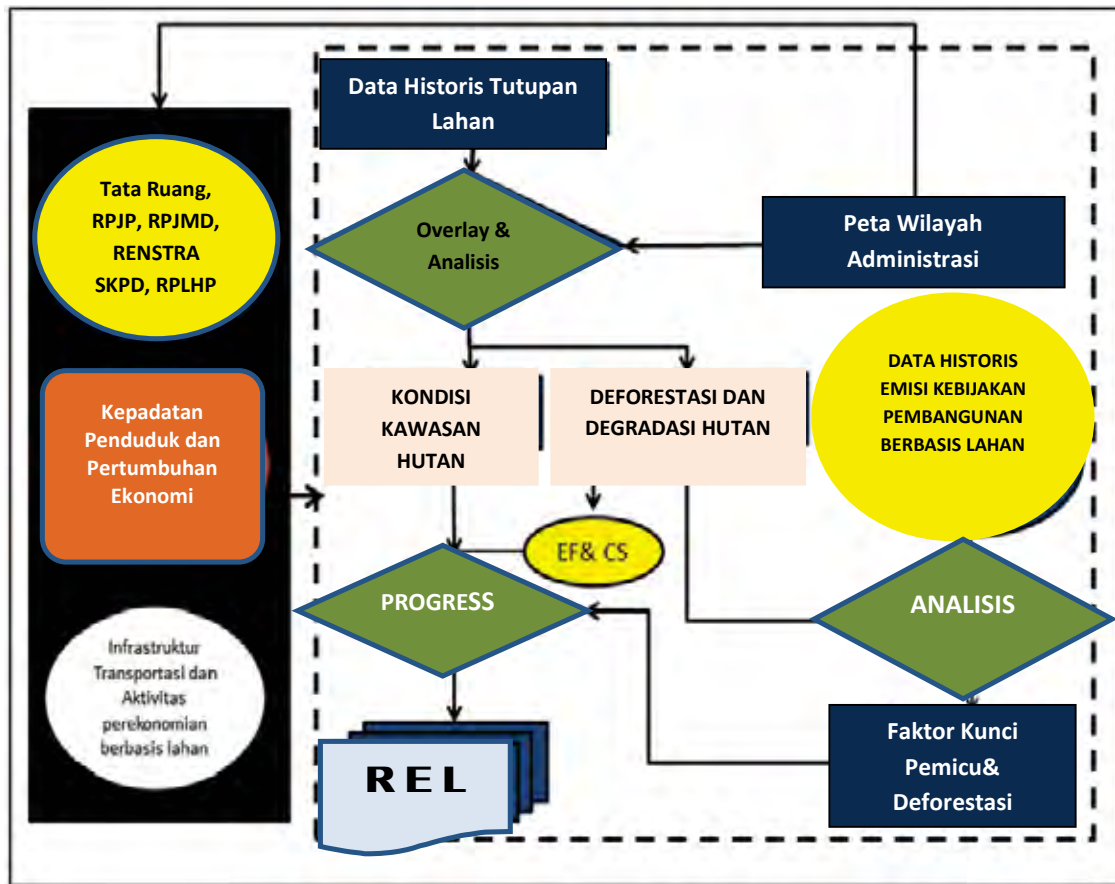 Data Historis Tutupan
Lahan
Tata Ruang,
RPJP, RPJMD,
RENSTRA
SKPD, RPLHP
Overlay &
Analisis
Peta Wilayah
Administrasi
KONDISI
KAWASAN
HUTAN
DEFORESTASI DAN
DEGRADASI HUTAN
DATA HISTORIS
EMISI KEBIJAKAN
PEMBANGUNAN
BERBASIS LAHAN
Kepadatan
Penduduk dan
Pertumbuhan
Ekonomi
EF& CS
PROGRESS
ANALISIS
Infrastruktur
Transportasi dan
Aktivitas
perekonomian
berbasis lahan
REL
Faktor Kunci
Pemicu&
Deforestasi